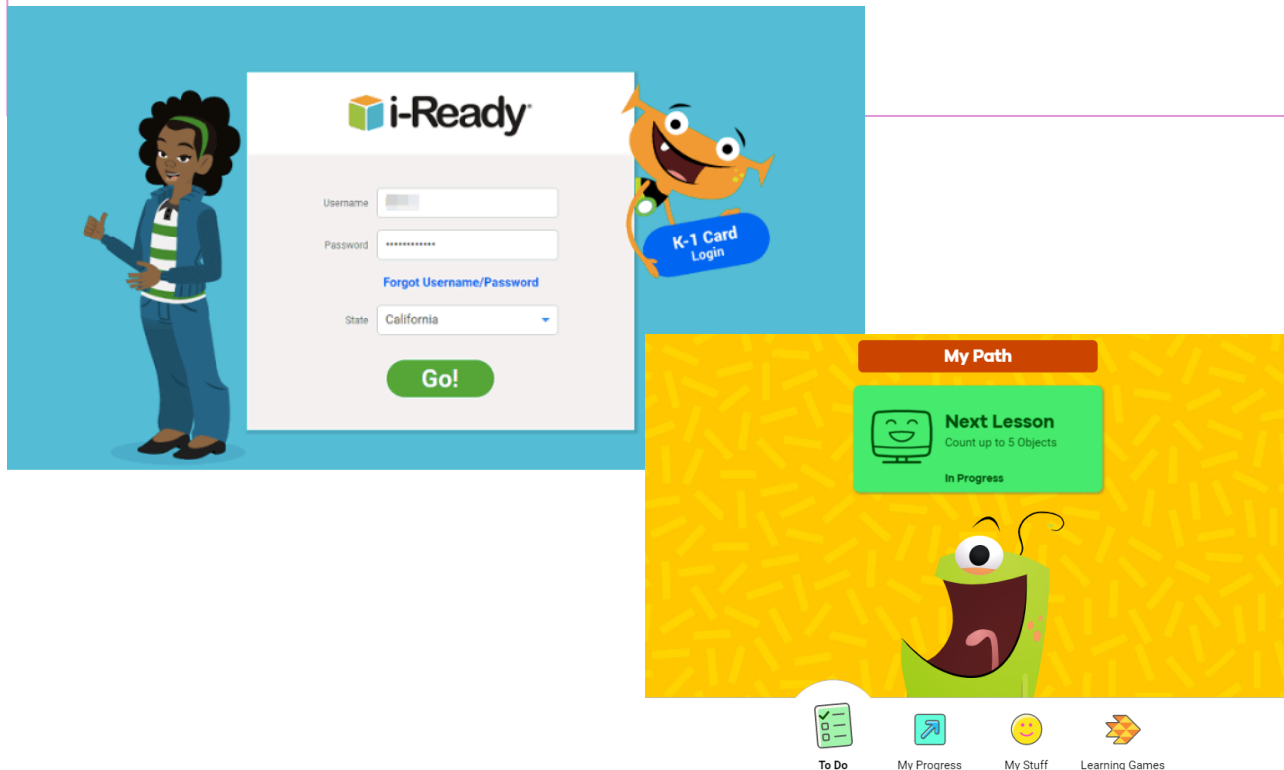 i-Ready
Username
Password ••••••••••••
Forgot Username/Password
State California
Go!
K-1 Card
Login
My Path
Next Lesson
Count up to 5 Objects
In Progress
To Do My Progress My Stuff Learning Games